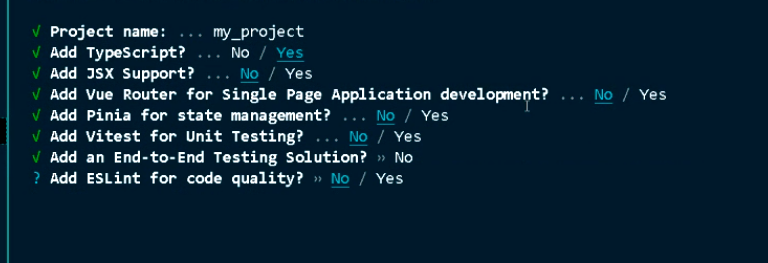 √ Project name: ... my_project
√ Add TypeScript? ... No / Yes
√ Add JSX Support? ... No / Yes
√ Add Vue Router for Single Page Application development? ... No / Yes
√ Add Pinia for state management? ... No / Yes
√ Add Vitest for Unit Testing? ... No / Yes
√ Add an End-to-End Testing Solution? » No
? Add ESLint for code quality? » No / Yes